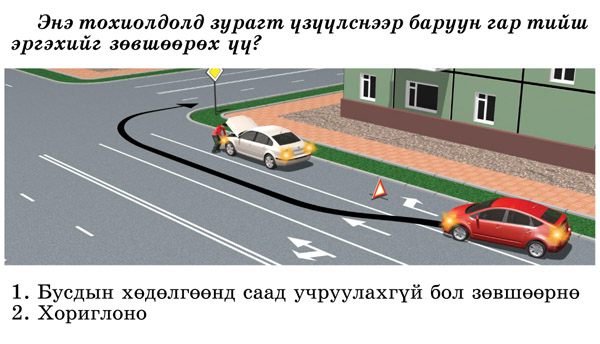 Энэ тохиолдолд зурагт үзүүлснээр баруун гар тийш
эргэхийг зөвшөөрөх үү?
1. Бусдын хөдөлгөөнд саад учруулахгүй бол зөвшөөрнө
2. Хориглоно